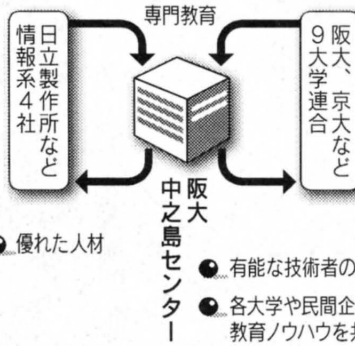 専門教育
日立製作所など
情報系4社
阪大、京大など
9大学連合
阪大
中之島センター
優れた人材
有能な技術者の
各大学や民間企
教育ノウハウを